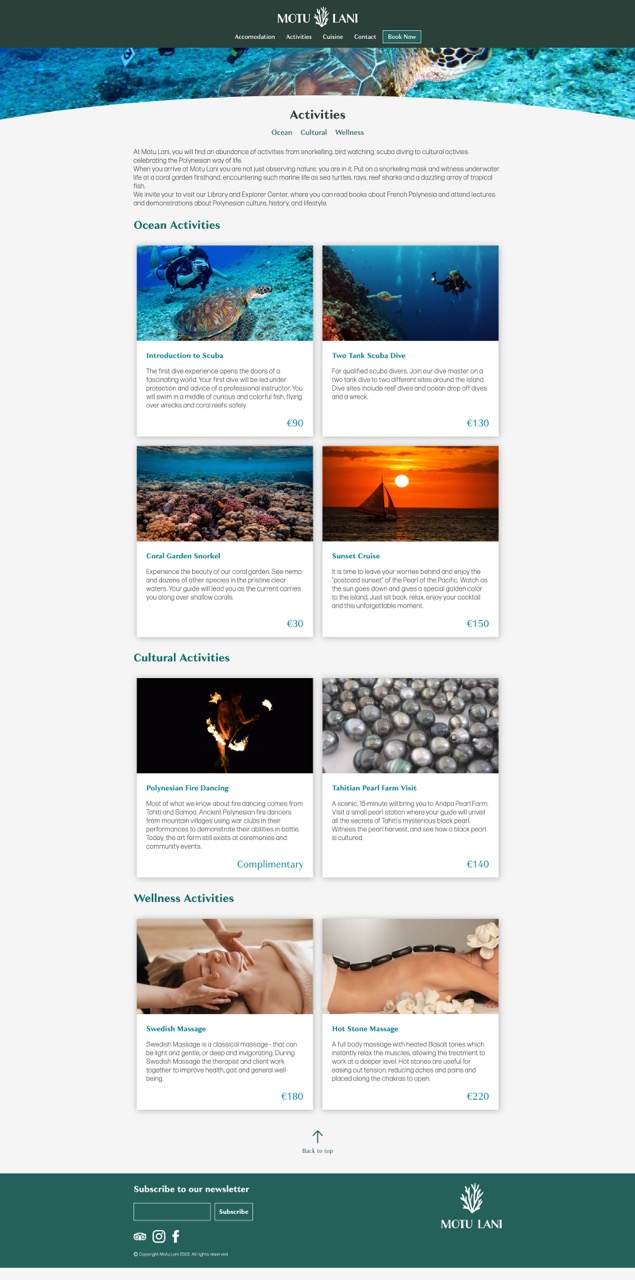 MOTU LANI
Accomodation Activities Cuisine Contact Book Now
Activities
Ocean Cultural Wellness
At Motu Lani, you will find an abundance of activities from snorkelling, bird watching, scuba diving to cultural activies
celebrating the Polynesian way of life.
When you arrive at Motu Lani you are not just observing nature; you are in it. Put on a snorkeling mask and witness underwater
life at a coral garden firsthand, encountering such marine life as sea turtles, rays, reef sharks and a dazzling array of tropical
fish.
We invite your to visit our Library and Explorer Center, where you can read books about French Polynesia and attend lectures
and demonstrations about Polynesian culture, history, and lifestyle.
Ocean Activities
Introduction to Scuba
The first dive experience opens the doors of a
fascinating world. Your first dive will be led under
protection and advice of a professional instructor. You
will swim in a middle of curious and colorful fish, flying
over wrecks and coral reefs safely.
€90
Two Tank Scuba Dive
For qualified scuba divers. Join our dive master on a
two tank dive to two different sites around the island.
Dive sites include reef dives and ocean drop off dives
and a wreck.
€130
Coral Garden Snorkel
Experience the beauty of our coral garden. See nemo
and dozens of other species in the pristine clear
waters. Your guide will lead you as the current carries
you along over shallow corals.
€30
Sunset Cruise
It is time to leave your worries behind and enjoy the
"postcard sunset" of the Pearl of the Pacific. Watch as
the sun goes down and gives a special golden color
to the island. Just sit back, relax, enjoy your cocktail
and this unforgettable moment.
€150
Cultural Activities
Polynesian Fire Dancing
Most of what we know about fire dancing comes from
Tahiti and Samoa. Ancient Polynesian fire dancers
from mountain villages using war clubs in their
performances to demonstrate their abilities in battle.
Today, the art form still exists at ceremonies and
community events.
Complimentary
Tahitian Pearl Farm Visit
A scenic, 15-minute will bring you to Anapa Pearl Farm.
Visit a small pearl station where your guide will unveil
all the secrets of Tahiti's mysterious black pearl.
Witness the pearl harvest, and see how a black pearl
is cultured.
€140
Wellness Activities
Swedish Massage
Swedish Massage is a classical massage - that can
be light and gentle, or deep and invigorating. During
Swedish Massage the therapist and client work
together to improve health, gait and general well-
being.
€180
Hot Stone Massage
A full body massage with heated Basalt tones which
instantly relax the muscles, allowing the treatment to
work at a deeper level. Hot stones are useful for
easing out tension, reducing aches and pains and
placed along the chakras to open.
€220
Back to top
Subscribe to our newsletter
Subscribe
© Copyright Motu Lani 2022. All rights reserved.
MOTU LANI